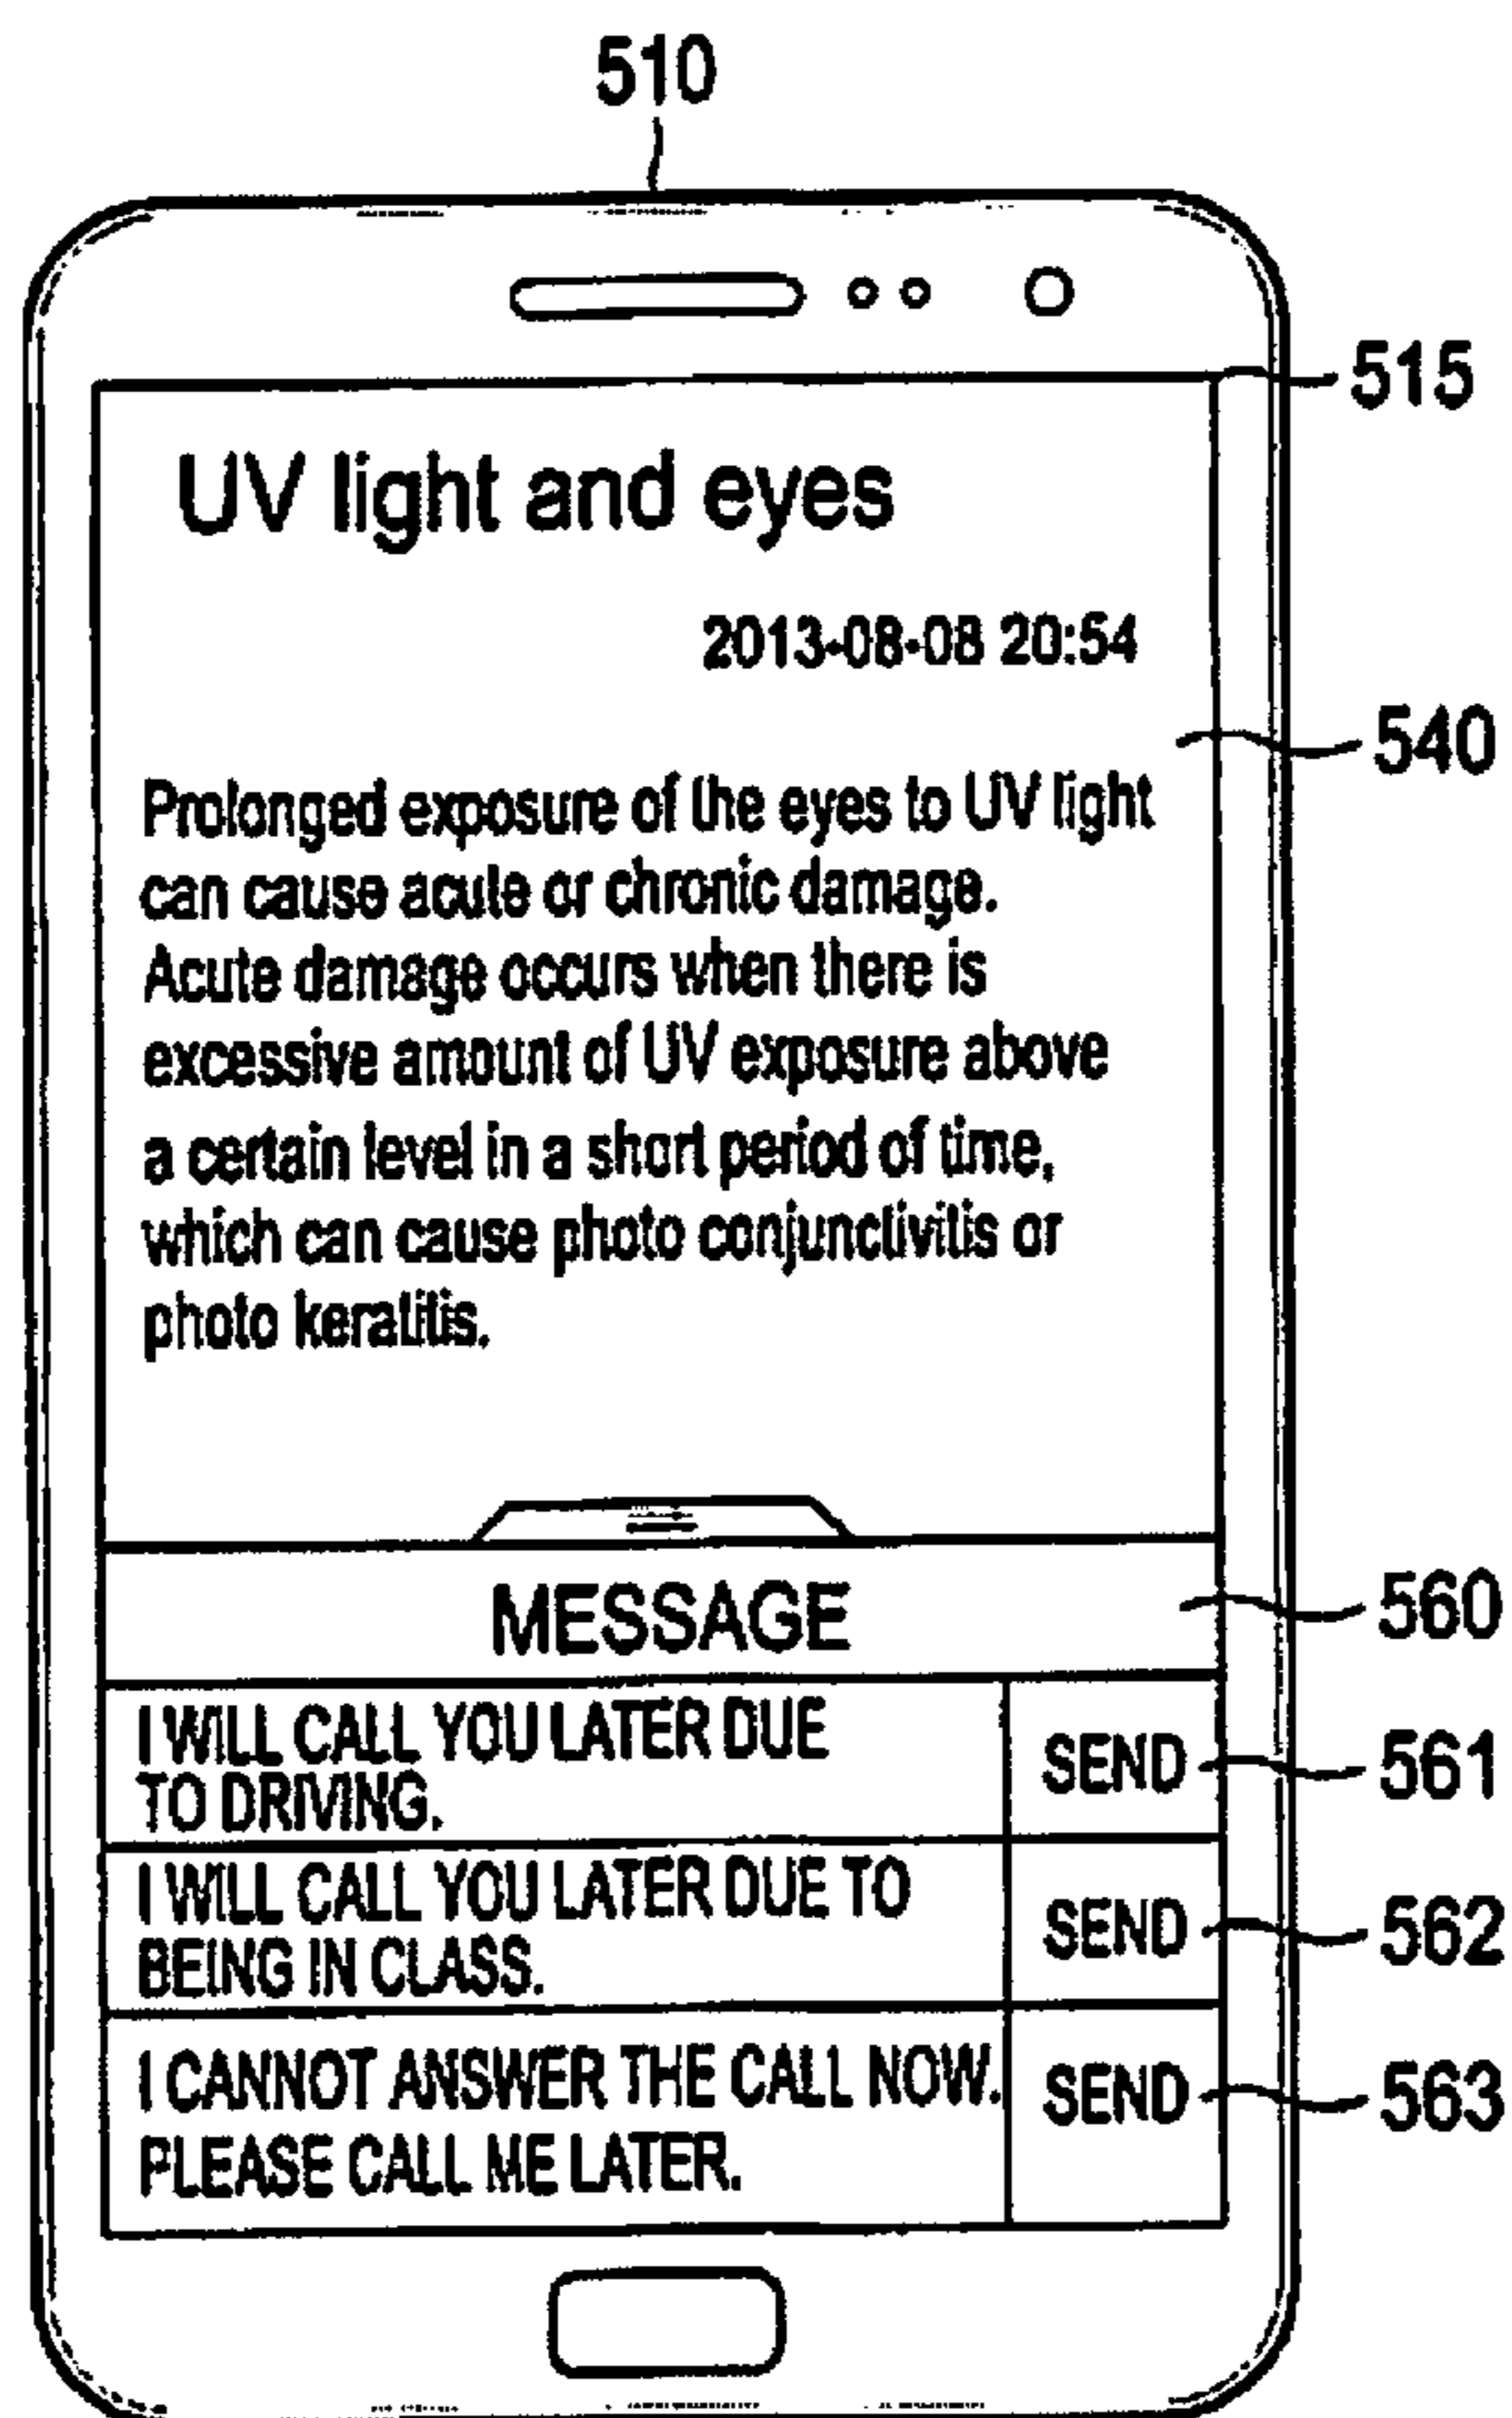 510
515
UV light and eyes
2013-08-08 20:54
540
Prolonged exposure of the eyes to UV light
can cause acute or chronic damage.
Acute damage occurs when there is
excessive amount of UV exposure above
a certain level in a short period of time,
which can cause photo conjunctivitis or
photo keratitis.
MESSAGE
560
I WILL CALL YOU LATER DUE
TO DRIVING.
SEND
561
I WILL CALL YOU LATER DUE TO
BEING IN CLASS.
SEND
562
I CANNOT ANSWER THE CALL NOW.
PLEASE CALL ME LATER.
SEND
563